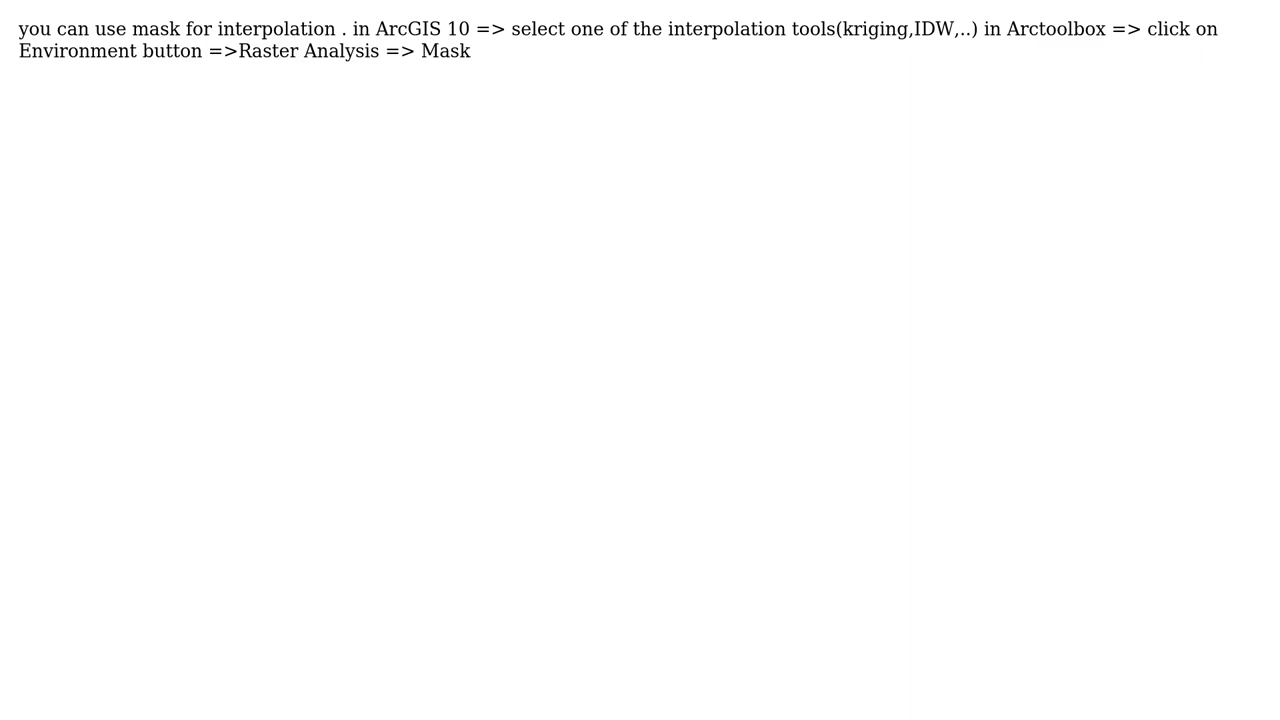 you can use mask for interpolation . in ArcGIS 10 => select one of the interpolation tools(kriging,IDW,..) in Arctoolbox => click on
Environment button =>Raster Analysis => Mask